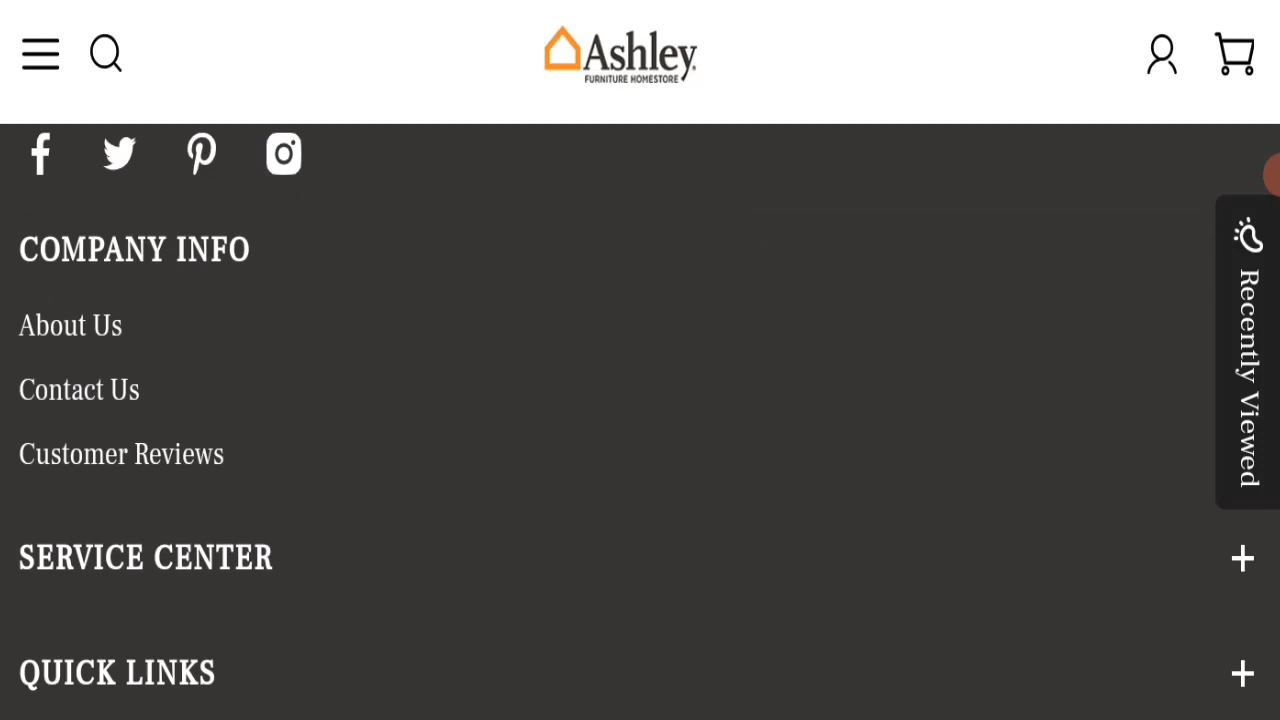 Ashley
FURNITURE HOMESTORE
COMPANY INFO
About Us
Contact Us
Customer Reviews
Recently Viewed
SERVICE CENTER
QUICK LINKS